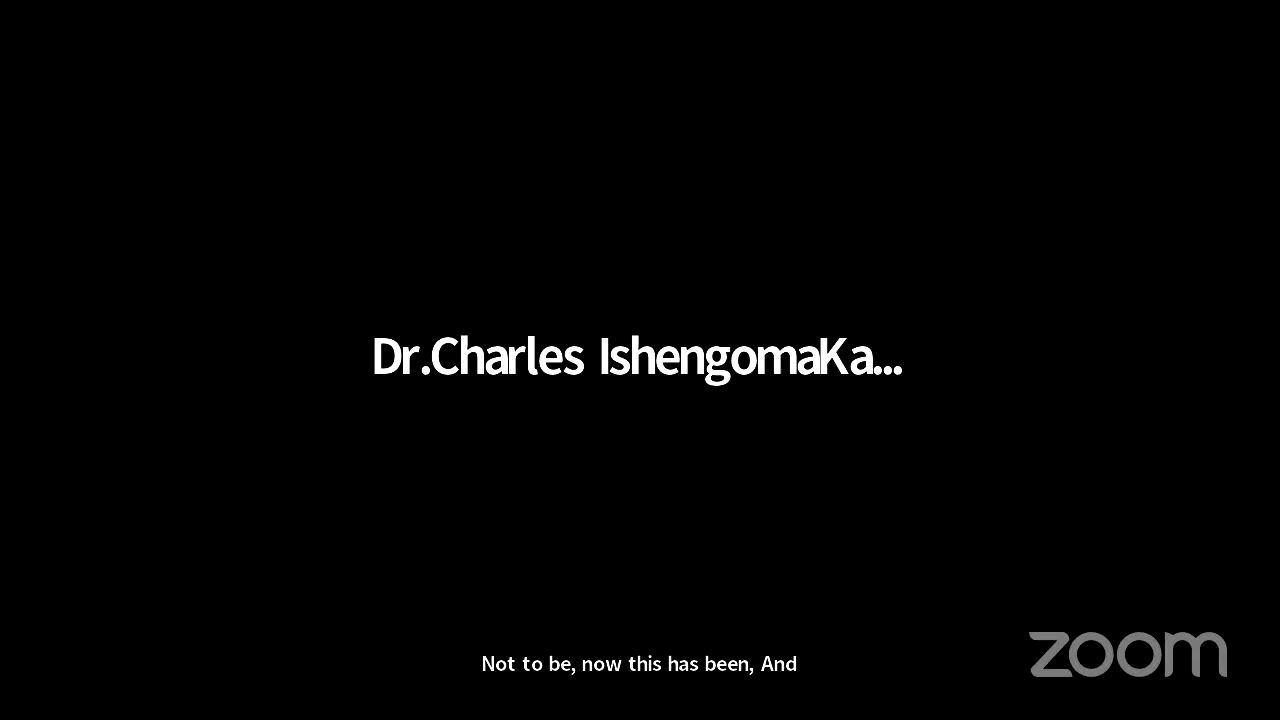 Dr.Charles IshengomaKa...
Not to be, now this has been, And
zoom